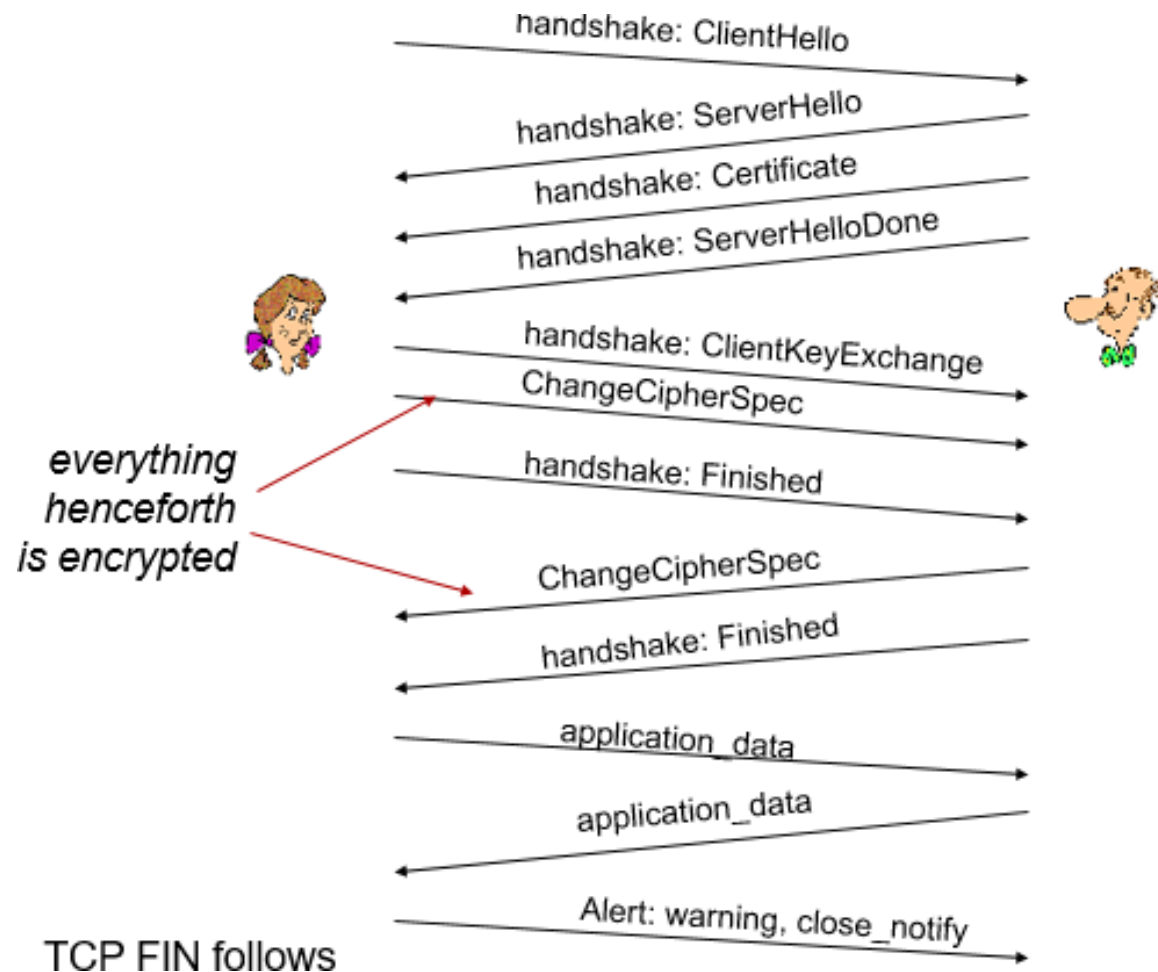 handshake: ClientHello
handshake: ServerHello
handshake: Certificate
handshake: ServerHelloDone
handshake: ClientKeyExchange
ChangeCipherSpec
everything
henceforth
is encrypted
handshake: Finished
ChangeCipherSpec
handshake: Finished
application_data
application_data
Alert: warning, close_notify
TCP FIN follows